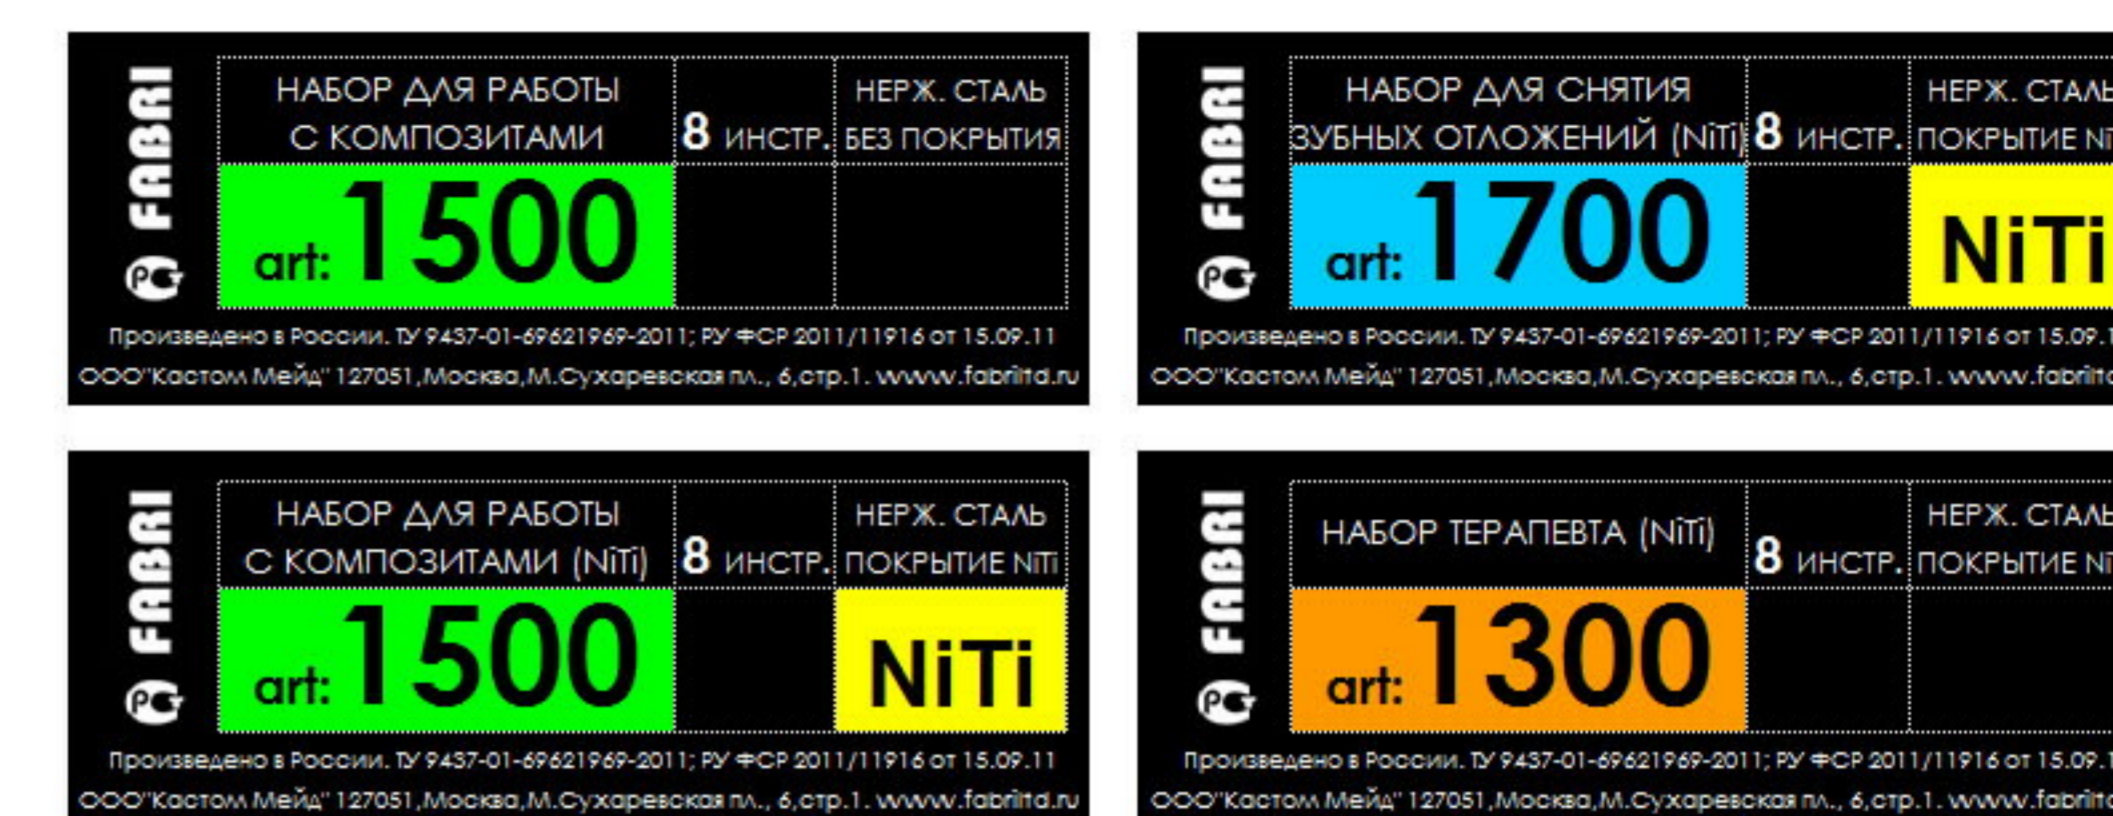 FABRI
НАБОР ДЛЯ РАБОТЫ
С КОМПОЗИТАМИ
8 ИНСТР.
НЕРЖ. СТАЛЬ
БЕЗ ПОКРЫТИЯ
art: 1500
Произведено в России. ТУ 9437-01-69621969-2011; РУ ФСР 2011/11916 от 15.09.11
ООО"Кастом Мейд" 127051,Москва,М.Сухаревская пл., 6,стр.1. www.fabriltd.ru
FABRI
НАБОР ДЛЯ СНЯТИЯ
ЗУБНЫХ ОТЛОЖЕНИЙ (NiTi)
8 ИНСТР.
НЕРЖ. СТАЛЬ
ПОКРЫТИЕ
art: 1700
NiTi
Произведено в России. ТУ 9437-01-69621969-2011; РУ ФСР 2011/11916 от
ООО"Кастом Мейд" 127051,Москва,М.Сухаревская пл., 6,стр.1.
FABRI
НАБОР ДЛЯ РАБОТЫ
С КОМПОЗИТАМИ (NiTi)
8 ИНСТР.
НЕРЖ. СТАЛЬ
ПОКРЫТИЕ NiTi
art: 1500
NiTi
Произведено в России. ТУ 9437-01-69621969-2011; РУ ФСР 2011/11916 от 15.09.11
ООО"Кастом Мейд" 127051,Москва,М.Сухаревская пл., 6,стр.1. www.fabriltd.ru
FABRI
НАБОР ТЕРАПЕВТА (NiTi)
8 ИНСТР.
НЕРЖ. СТАЛЬ
ПОКРЫТИЕ
art: 1300
Произведено в России. ТУ 9437-01-69621969-2011; РУ ФСР 2011/11916 от
ООО"Кастом Мейд" 127051,Москва,М.Сухаревская пл., 6,стр.1.